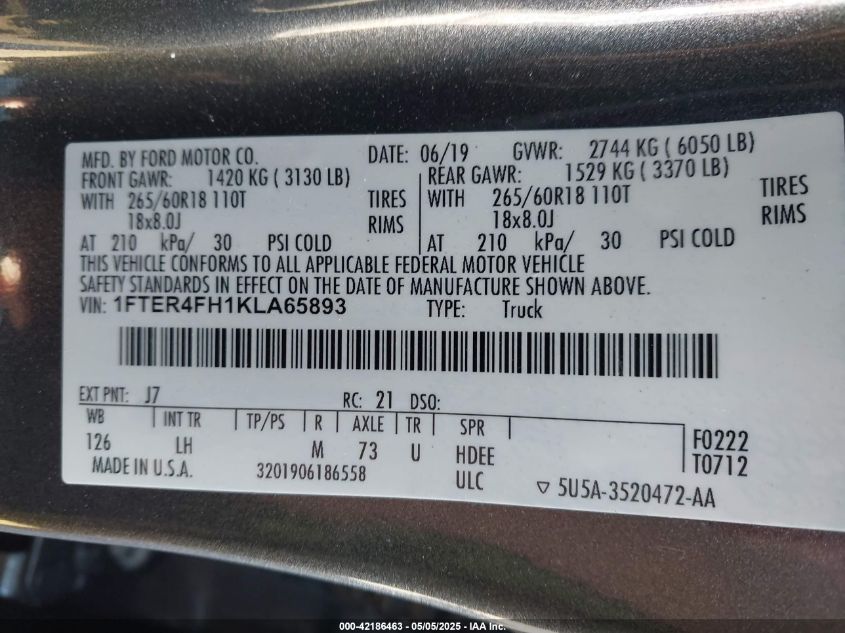 MFD. BY FORD MOTOR CO. DATE: 06/19 GVWR: 2744 KG ( 6050 LB)
FRONT GAWR: 1420 KG ( 3130 LB) REAR GAWR: 1529 KG ( 3370 LB)
WITH 265/60R18 110T TIRES WITH 265/60R18 110T TIRES
18x8.0J RIMS 18x8.0J RIMS
AT 210 kPa/ 30 PSI COLD AT 210 kPa/ 30 PSI COLD
THIS VEHICLE CONFORMS TO ALL APPLICABLE FEDERAL MOTOR VEHICLE
SAFETY STANDARDS IN EFFECT ON THE DATE OF MANUFACTURE SHOWN ABOVE.
VIN: 1FTER4FH1KLA65893 TYPE: Truck
EXT PNT: J7 RC: 21 DSO:
WB INT TR TP/PS R AXLE TR SPR
126 LH M 73 U HDEE F0222
MADE IN U.S.A. 3201906186558 ULC T0712
▽ 5U5A-3520472-AA
000-42186463 - 05/05/2025 - IAA Inc.